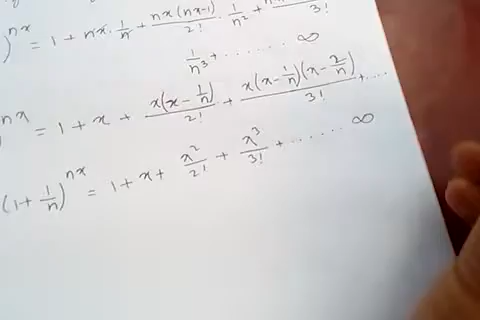 )^{nx} = 1 + nx · 1/n + nx(nx-1)/2! · 1/n² +
3!
1/n³ + ....... ∞
nx = 1 + x + x(x - 1/n)/2! + x(x - 1/n)(x - 2/n)/3! + ....
(1 + 1/n)^{nx} = 1 + x + x²/2! + x³/3! + ...... ∞